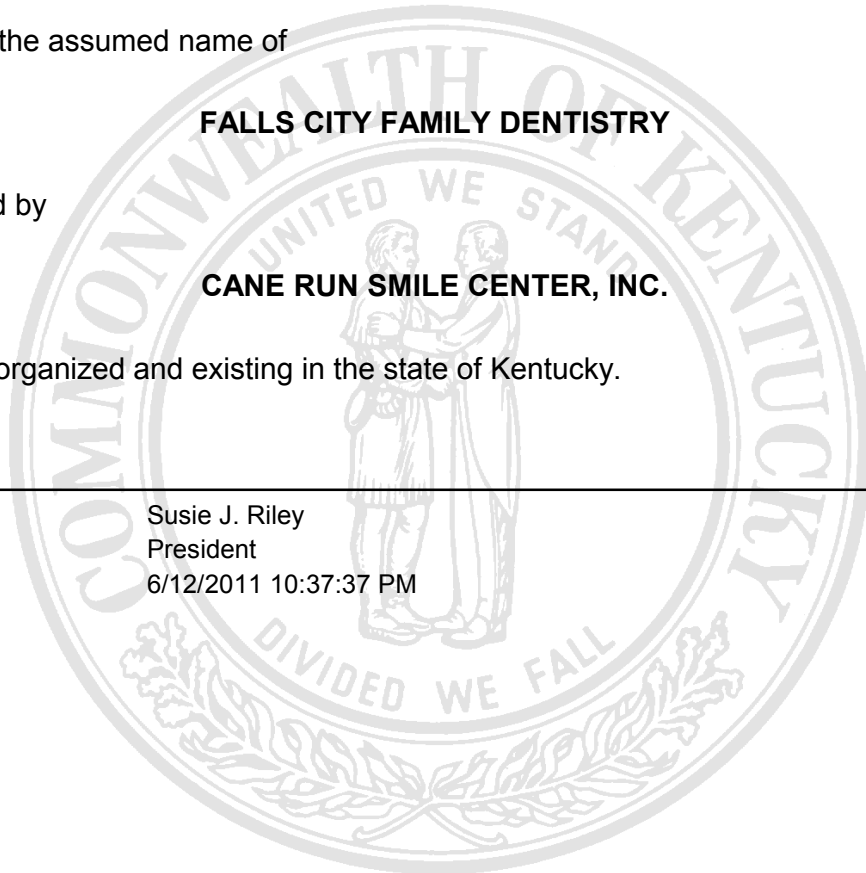 the assumed name of
FALLS CITY FAMILY DENTISTRY
d by
CANE RUN SMILE CENTER, INC.
organized and existing in the state of Kentucky.
Susie J. Riley
President
6/12/2011 10:37:37 PM
COMMONWEALTH OF KENTUCKY
UNITED WE STAND
DIVIDED WE FALL